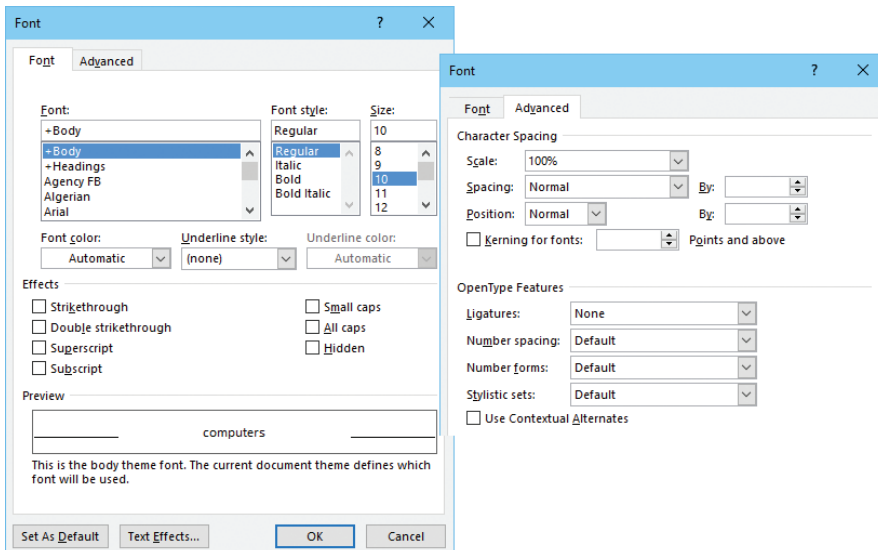 Font ?
Font Advanced
Font: Font style: Size:
+Body Regular 10
+Body Regular 8
+Headings Italic 9
Agency FB Bold 10
Algerian Bold Italic 11
Arial 12
Font color: Underline style: Underline color:
Automatic (none) Automatic
Effects
Strikethrough Small caps
Double strikethrough All caps
Superscript Hidden
Subscript
Preview
computers
This is the body theme font. The current document theme defines which
font will be used.
Set As Default Text Effects... OK Cancel
Font ?
Font Advanced
Character Spacing
Scale: 100%
Spacing: Normal By:
Position: Normal By:
Kerning for fonts: Points and above
OpenType Features
Ligatures: None
Number spacing: Default
Number forms: Default
Stylistic sets: Default
Use Contextual Alternates